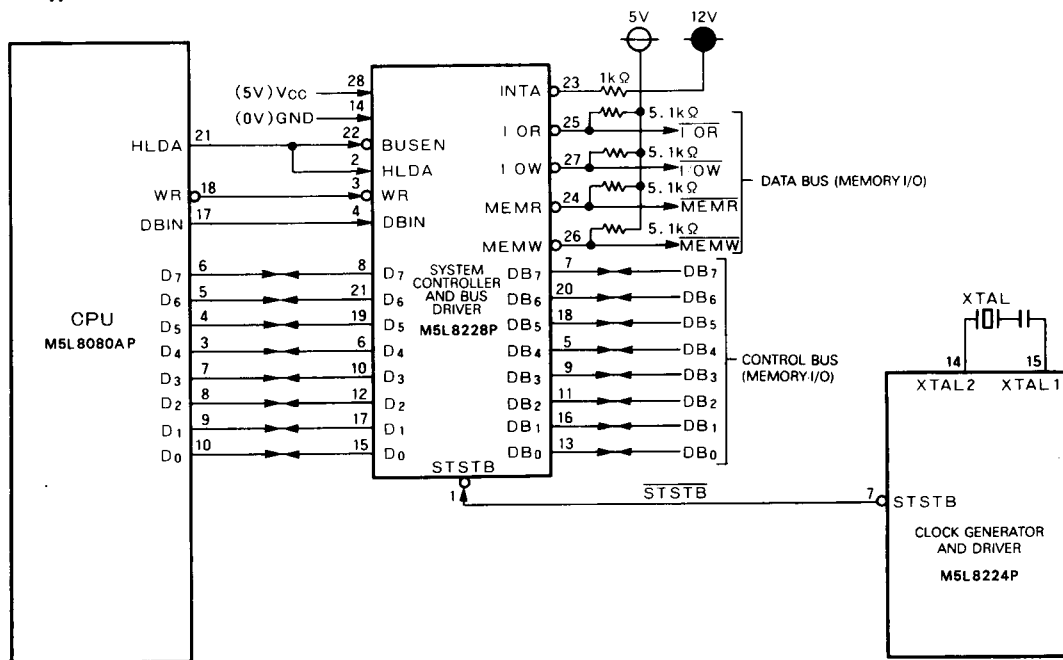 5V 12V
(5V) VCC 28
(0V) GND 14
INTA 23 1kΩ
HLDA 21 22 BUSEN
2 HLDA
I OR 25 5.1kΩ I OR
WR 18 3 WR
I OW 27 5.1kΩ I OW
DBIN 17 4 DBIN
MEMR 24 5.1kΩ MEMR
MEMW 26 5.1kΩ MEMW
DATA BUS (MEMORY I/O)
D7 6 8 D7 DB7 7 DB7
D6 5 21 D6 DB6 20 DB6
D5 4 19 D5 DB5 18 DB5
D4 3 6 D4 DB4 5 DB4
D3 7 10 D3 DB3 9 DB3
D2 8 12 D2 DB2 11 DB2
D1 9 17 D1 DB1 16 DB1
D0 10 15 D0 DB0 13 DB0
CPU
M5L8080AP
SYSTEM
CONTROLLER
AND BUS
DRIVER
M5L8228P
CONTROL BUS
(MEMORY·I/O)
STSTB
1
STSTB
XTAL
14 15
XTAL2 XTAL1
7 STSTB
CLOCK GENERATOR
AND DRIVER
M5L8224P